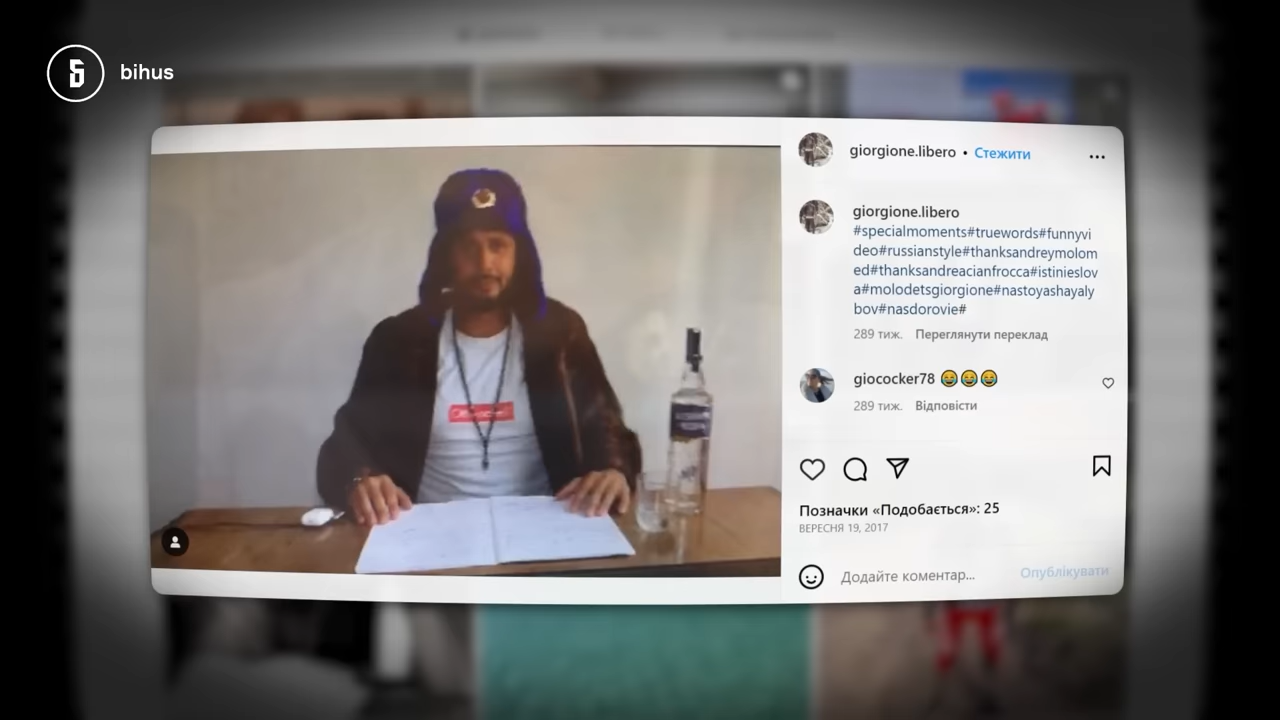 bihus
giorgione.libero • Стежити
giorgione.libero
#specialmoments#truewords#funnyvi
deo#russianstyle#thanksandreymolom
ed#thanksandreacianfrocca#istinieslov
a#molodetsgiorgione#nastoyashayaly
bov#nasdorovie#
289 тиж. Переглянути переклад
giococker78 😂😂😂
289 тиж. Відповісти
Позначки «Подобається»: 25
ВЕРЕСНЯ 19, 2017
Додайте коментар... Опублікувати